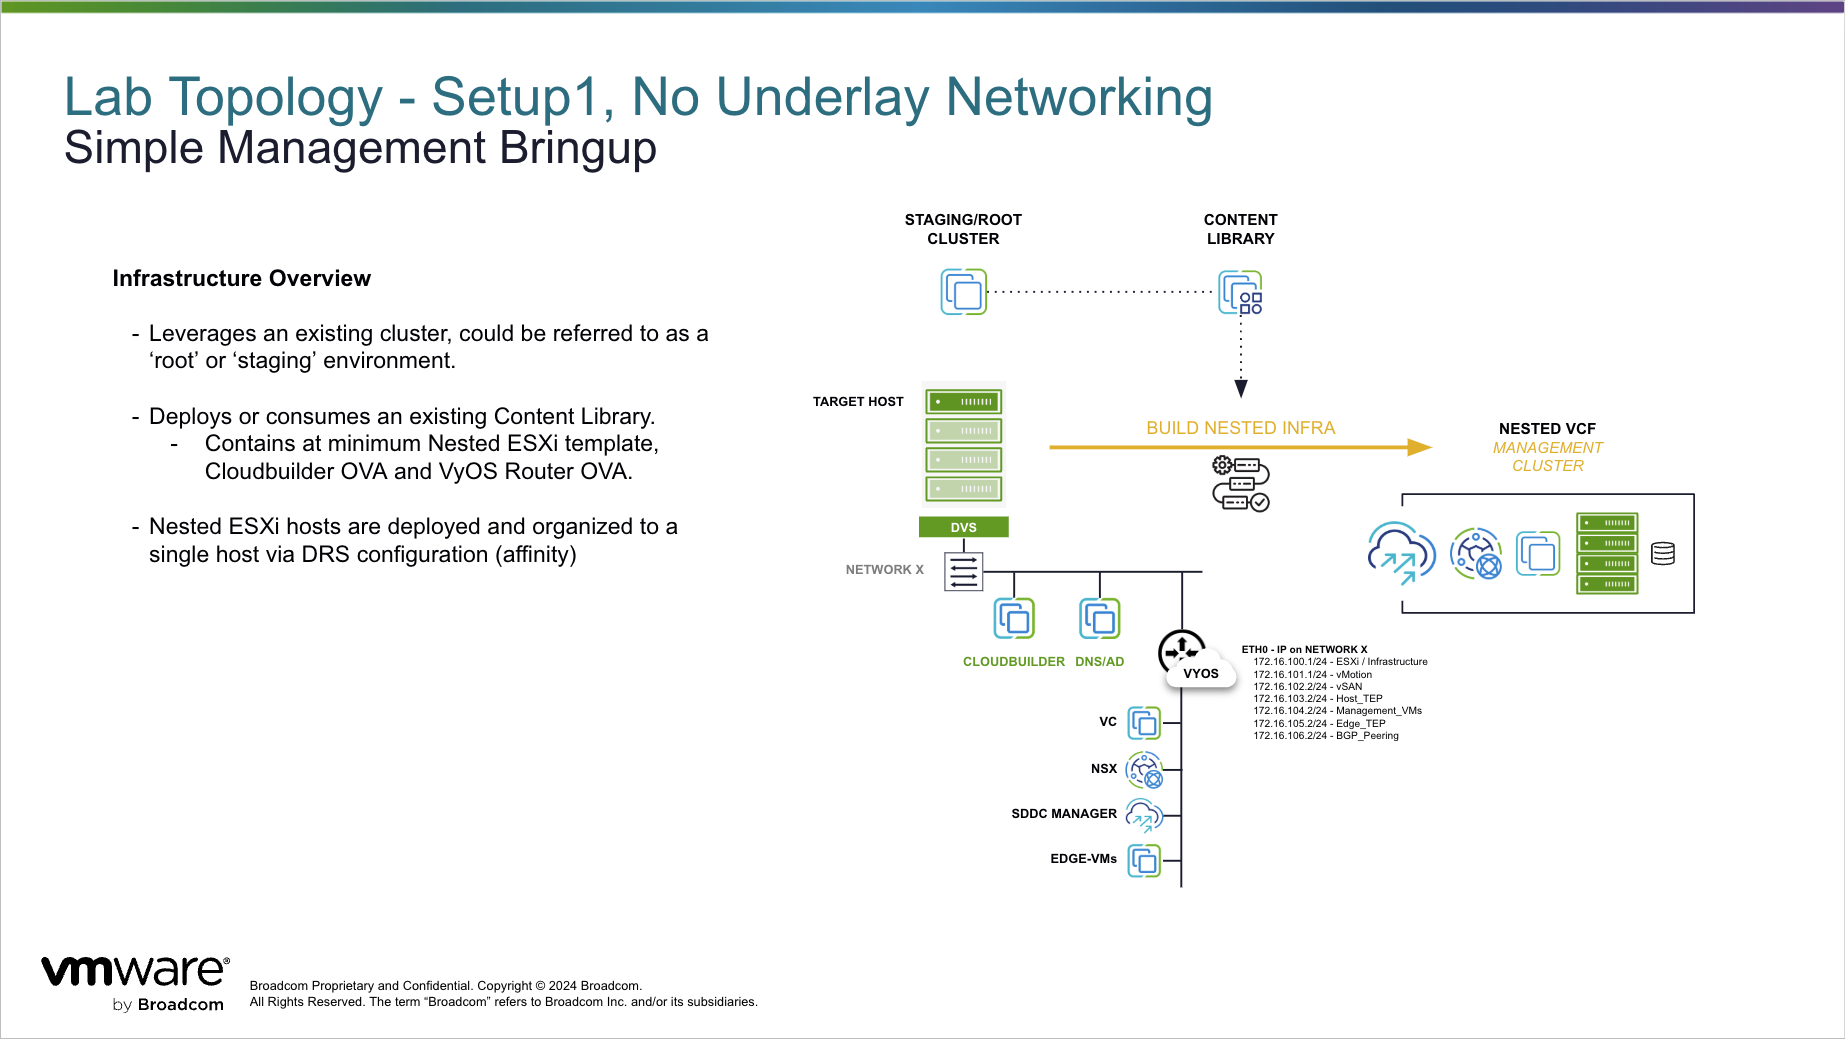 Lab Topology - Setup1, No Underlay Networking
Simple Management Bringup
Infrastructure Overview
- Leverages an existing cluster, could be referred to as a
‘root’ or ‘staging’ environment.
- Deploys or consumes an existing Content Library.
- Contains at minimum Nested ESXi template,
Cloudbuilder OVA and VyOS Router OVA.
- Nested ESXi hosts are deployed and organized to a
single host via DRS configuration (affinity)
STAGING/ROOT
CLUSTER
CONTENT
LIBRARY
TARGET HOST
BUILD NESTED INFRA
NESTED VCF
MANAGEMENT
CLUSTER
DVS
NETWORK X
CLOUDBUILDER
DNS/AD
VYOS
ETH0 - IP on NETWORK X
172.16.100.1/24 - ESXi / Infrastructure
172.16.101.1/24 - vMotion
172.16.102.2/24 - vSAN
172.16.103.2/24 - Host_TEP
172.16.104.2/24 - Management_VMs
172.16.105.2/24 - Edge_TEP
172.16.106.2/24 - BGP_Peering
VC
NSX
SDDC MANAGER
EDGE-VMs
vmware®
by Broadcom
Broadcom Proprietary and Confidential. Copyright © 2024 Broadcom.
All Rights Reserved. The term “Broadcom” refers to Broadcom Inc. and/or its subsidiaries.